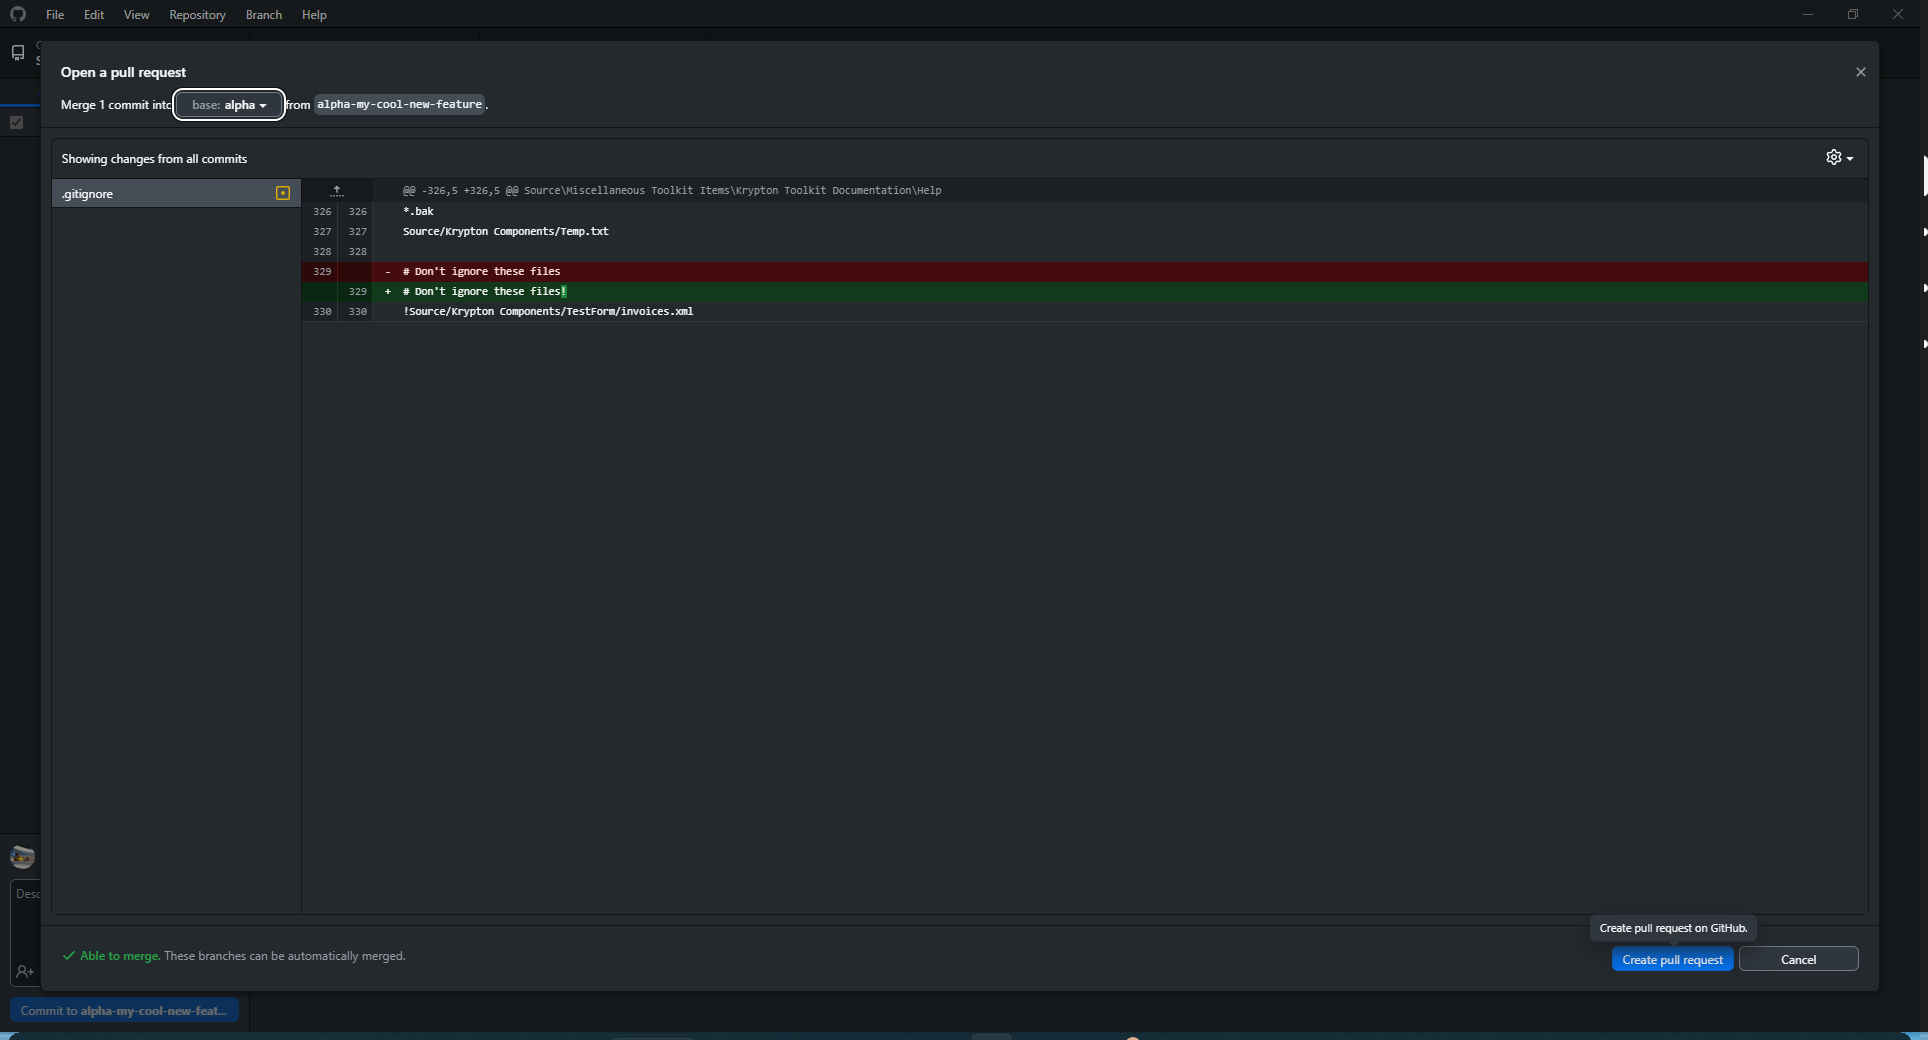 File Edit View Repository Branch Help
Open a pull request
Merge 1 commit into base: alpha from alpha-my-cool-new-feature.
Showing changes from all commits
.gitignore
@@ -326,5 +326,5 @@ Source\Miscellaneous Toolkit Items\Krypton Toolkit Documentation\Help
326 326 *.bak
327 327 Source/Krypton Components/Temp.txt
328 328
329 - # Don't ignore these files
329 + # Don't ignore these files!
330 330 !Source/Krypton Components/TestForm/invoices.xml
Desc
Create pull request on GitHub.
Able to merge. These branches can be automatically merged.
Create pull request Cancel
Commit to alpha-my-cool-new-feat...